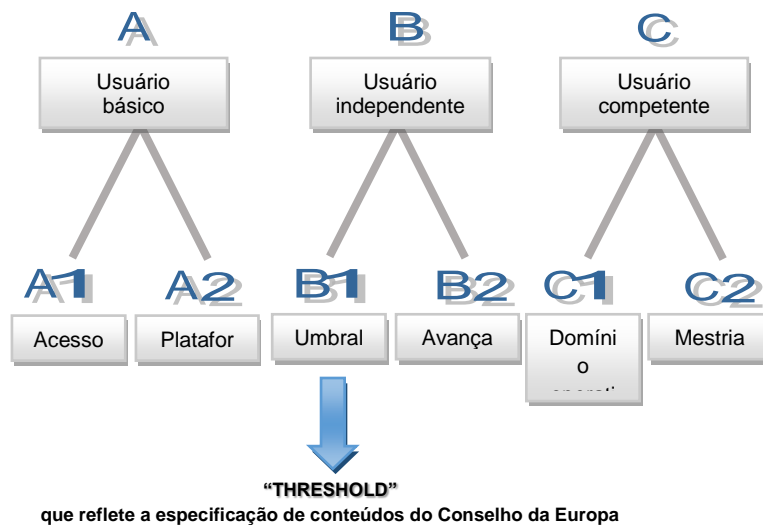 A B C
Usuário
básico
Usuário
independente
Usuário
competente
A1 A2 B1 B2 C1 C2
Acesso
Platafor
Umbral
Avança
Domíni
o
Mestria
“THRESHOLD”
que reflete a especificação de conteúdos do Conselho da Europa